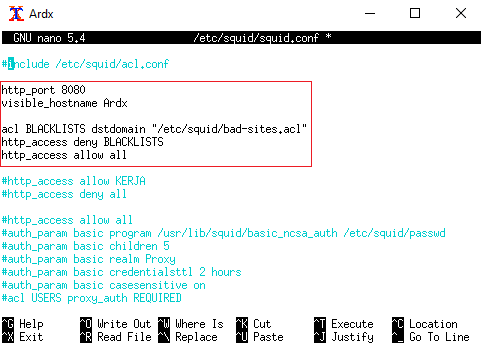 Ardx
GNU nano 5.4 /etc/squid/squid.conf *
#include /etc/squid/acl.conf
http_port 8080
visible_hostname Ardx
acl BLACKLISTS dstdomain "/etc/squid/bad-sites.acl"
http_access deny BLACKLISTS
http_access allow all
#http_access allow KERJA
#http_access deny all
#http_access allow all
#auth_param basic program /usr/lib/squid/basic_ncsa_auth /etc/squid/passwd
#auth_param basic children 5
#auth_param basic realm Proxy
#auth_param basic credentialsttl 2 hours
#auth_param basic casesensitive on
#acl USERS proxy_auth REQUIRED
^G Help ^O Write Out ^W Where Is ^K Cut ^T Execute ^C Location
^X Exit ^R Read File ^\ Replace ^U Paste ^J Justify ^_ Go To Line